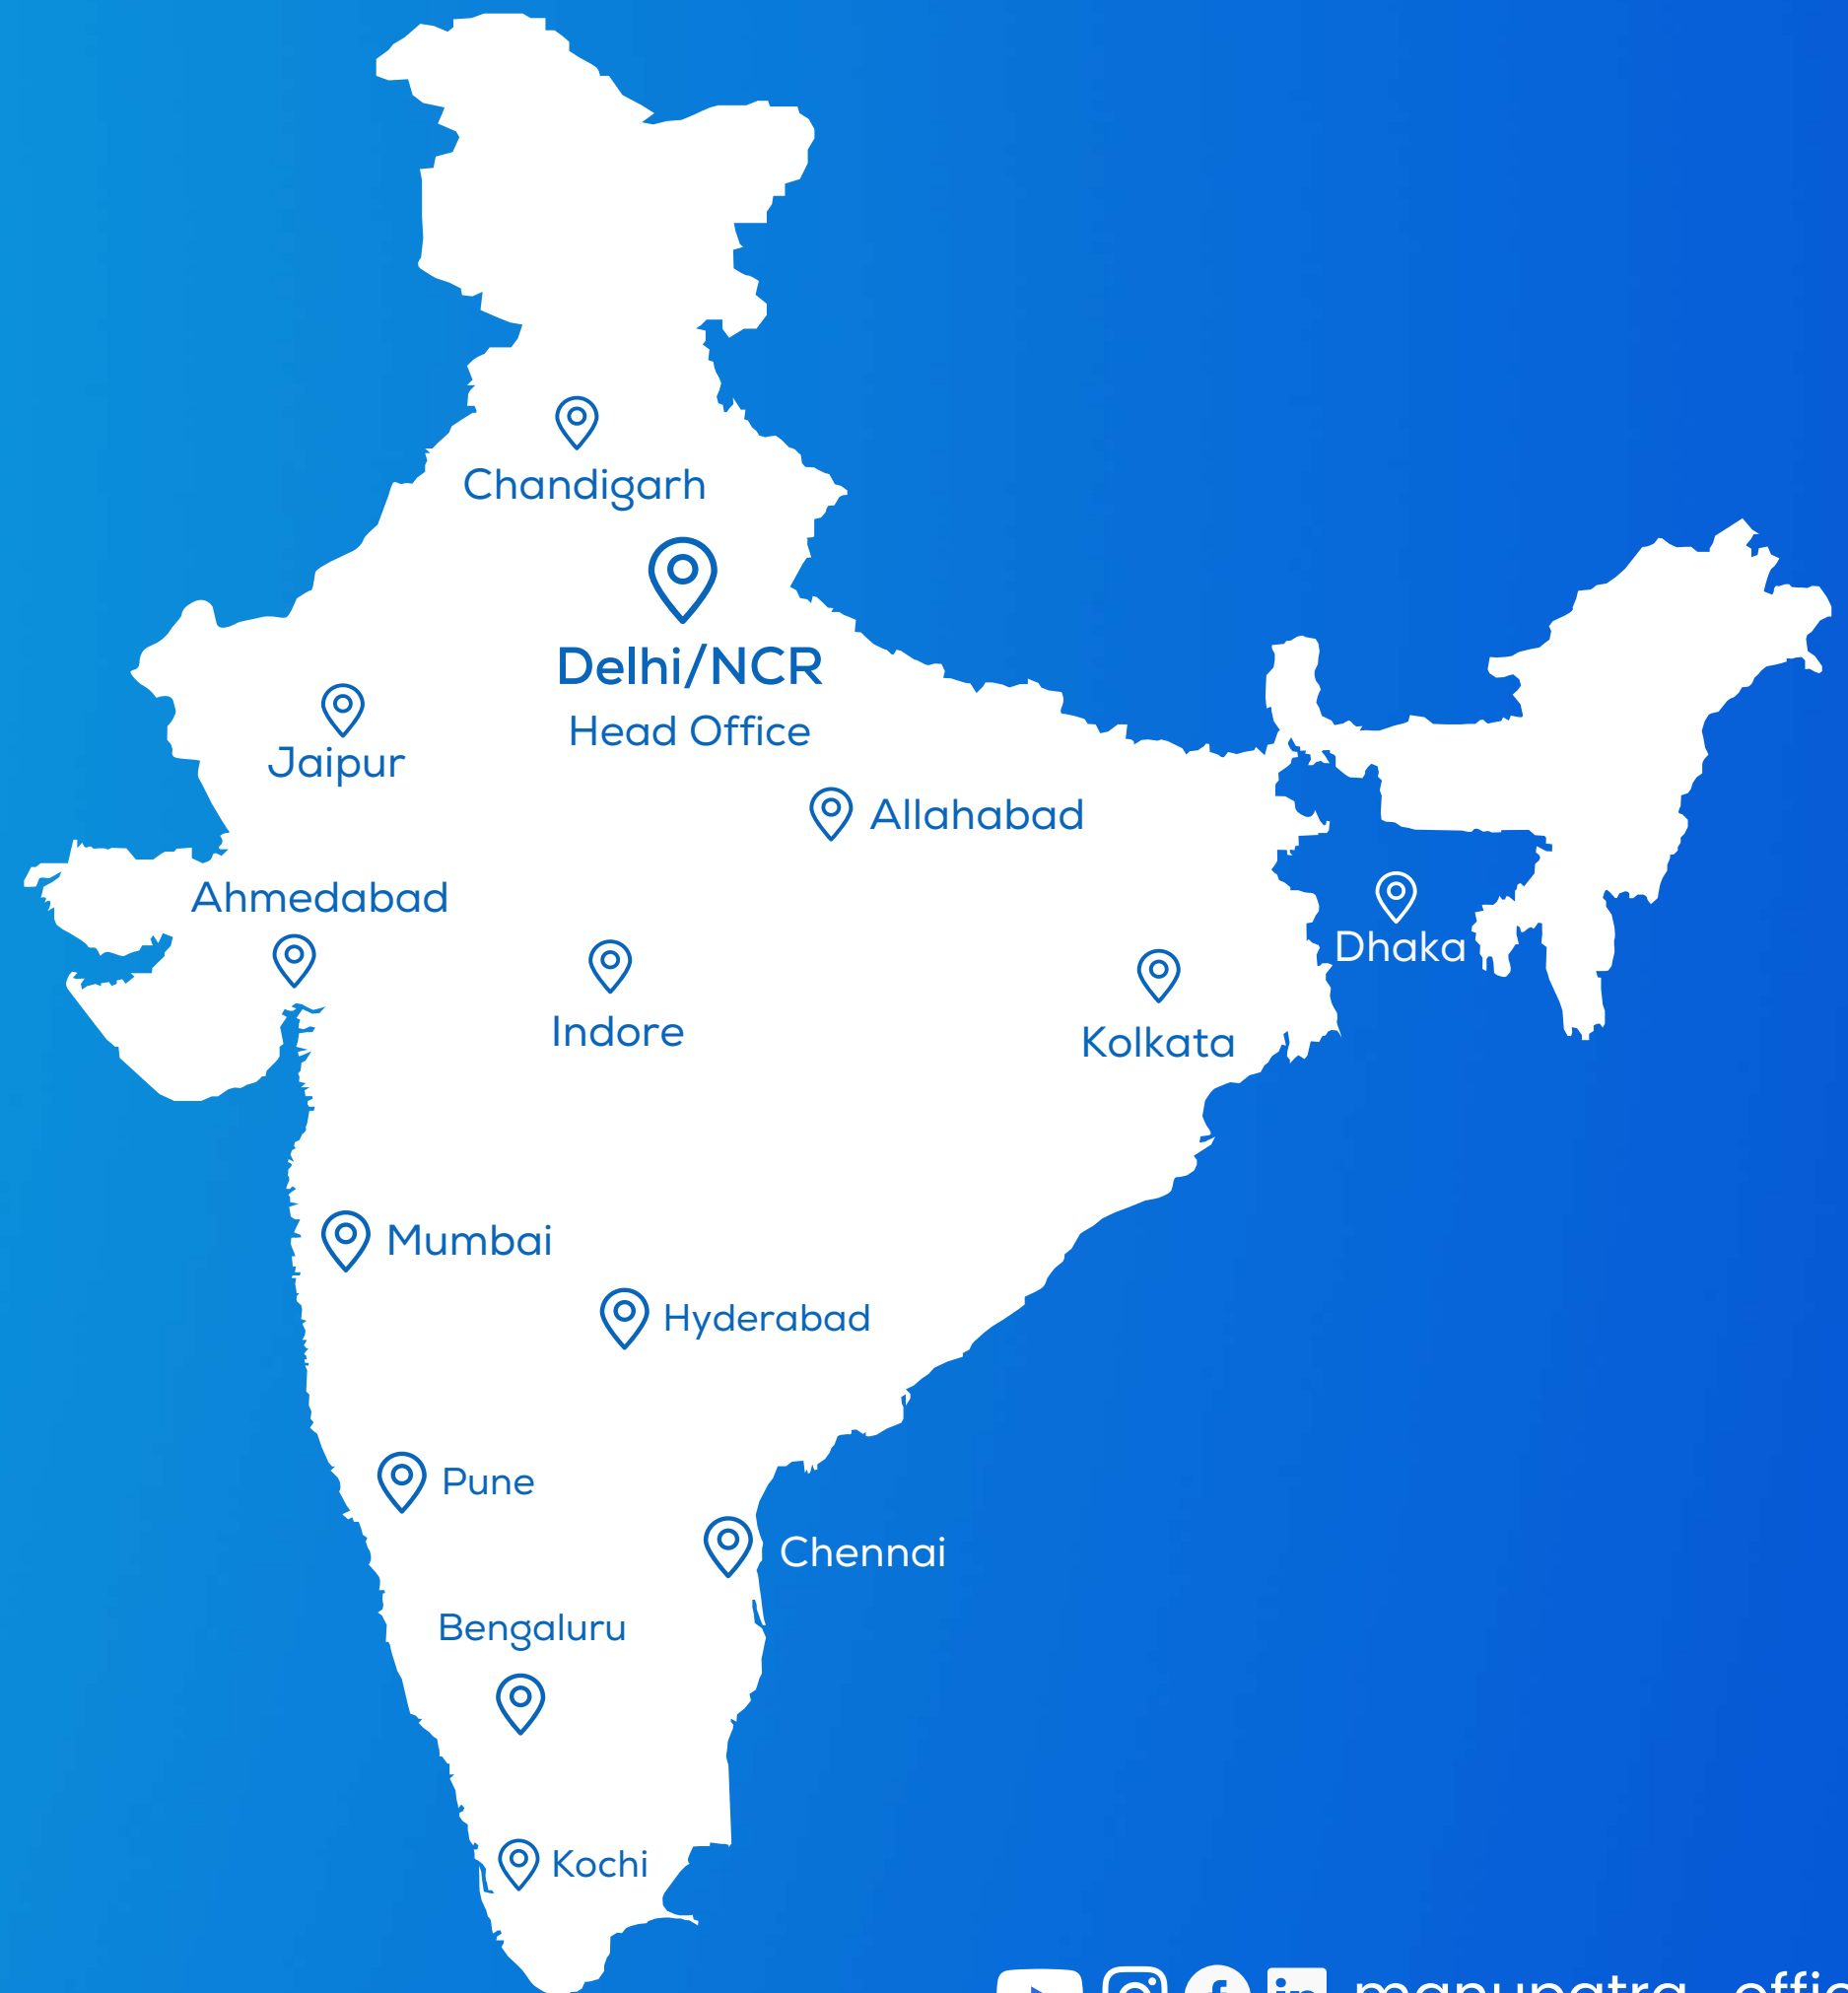 Chandigarh
Delhi/NCR
Head Office
Jaipur
Allahabad
Ahmedabad
Dhaka
Indore
Kolkata
Mumbai
Hyderabad
Pune
Chennai
Bengaluru
Kochi